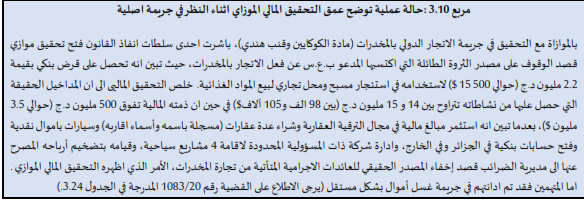 مربع 3.10: حالة عملية توضح عمق التحقيق المالي الموزاي اثناء النظر في جريمة اصلية
بالموازاة مع التحقيق في جريمة الاتجار الدولي بالمخدرات (مادة الكوكايين وقنب هندي)، باشرت احدى سلطات انفاذ القانون فتح تحقيق موازي
قصد الوقوف على مصدر الثروة الطائلة التي اكتسبها المدعو ب.ع.س عن فعل الاتجار بالمخدرات، حيث تبين انه تحصل على قرض بنكي بقيمة
2.2 مليون د.ج (حوالي 15 500 $) لاستخدامه في استئجار مسبح ومحل تجاري لبيع المواد الغذائية. خلص التحقيق الماليى الى ان المداخيل الحقيقة
التي حصل عليها من نشاطاته تتراوح بين 14 و 15 مليون د.ج (بين 98 الف و105 آلاف$) في حين ان ذمته المالية تفوق 500 مليون د.ج (حوالي 3.5
مليون $)، بعدما تبين انه استثمر مبالغ مالية في مجال الترقية العقارية وشراء عدة عقارات (مسجلة باسمه وأسماء اقاربه) وسيارات باموال نقدية
وفتح حسابات بنكية في الجزائر وفي الخارج، وادارة شركة ذات المسؤولية المحدودة لاقامة 4 مشاريع سياحية، وقيامه بتضخيم أرباحه المصرح
عنها الى مديرية الضرائب قصد إخفاء المصدر الحقيقي للعائدات الاجرامية المتأتية من تجارة المخدرات، الأمر الذي اظهره التحقيق المالي الموازي.
اما المتهمين فقد تم ادانتهم في جريمة غسل أموال بشكل مستقل (يرجى الاطلاع على القضية رقم 1083/20 المدرجة في الجدول 3.24.)